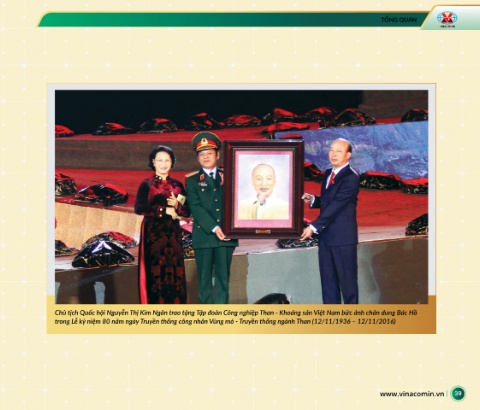 TỔNG QUAN
Chủ tịch Quốc hội Nguyễn Thị Kim Ngân trao tặng Tập đoàn Công nghiệp Than - Khoáng sản Việt Nam bức ảnh chân dung Bác Hồ
trong Lễ kỷ niệm 80 năm ngày Truyền thống công nhân Vùng mỏ - Truyền thống ngành Than (12/11/1936 - 12/11/2016)
www.vinacomin.vn | 39